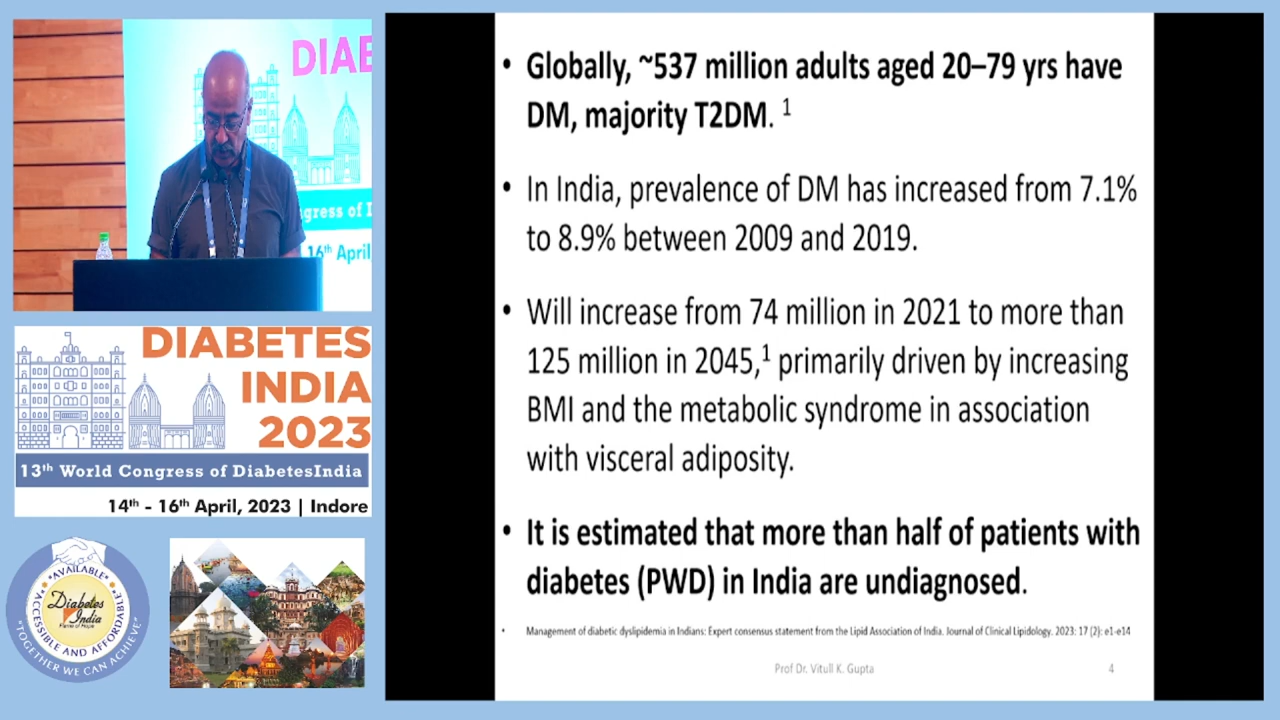 DIAE
ngress of I
16th April
DIABETES
INDIA
2023
13th World Congress of DiabetesIndia
14th - 16th April, 2023 | Indore
"AVAILABLE"
"ACCESSIBLE AND AFFORDABLE"
Diabetes
India
"TOGETHER WE CAN ACHIEVE"
• Globally, ~537 million adults aged 20–79 yrs have
DM, majority T2DM. 1
• In India, prevalence of DM has increased from 7.1%
to 8.9% between 2009 and 2019.
• Will increase from 74 million in 2021 to more than
125 million in 2045,1 primarily driven by increasing
BMI and the metabolic syndrome in association
with visceral adiposity.
• It is estimated that more than half of patients with
diabetes (PWD) in India are undiagnosed.
• Management of diabetic dyslipidemia in Indians: Expert consensus statement from the Lipid Association of India. Journal of Clinical Lipidology. 2023: 17 (2): e1-e14
Prof Dr. Vitull K. Gupta
4